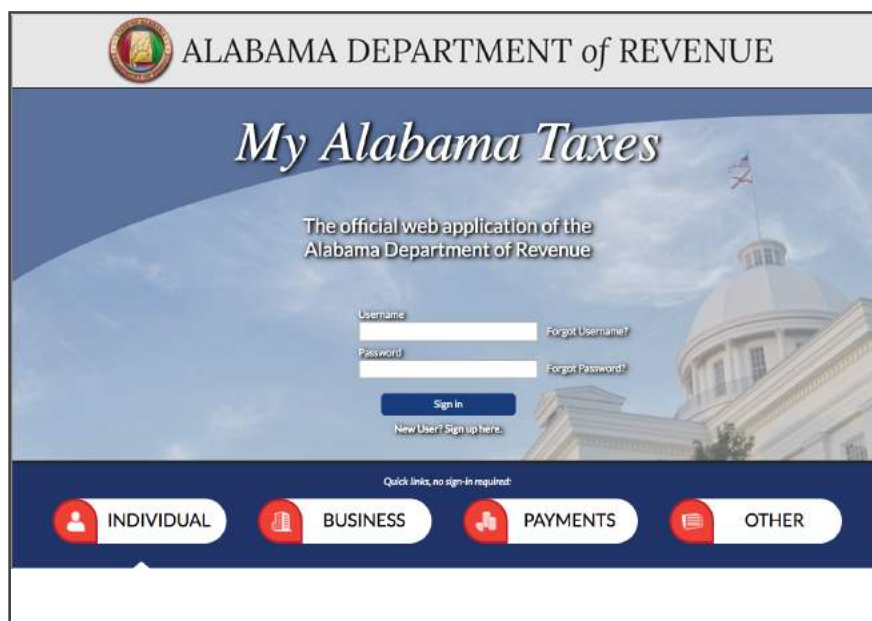 ALABAMA DEPARTMENT of REVENUE
My Alabama Taxes
The official web application of the
Alabama Department of Revenue
Username
Forgot Username?
Password
Forgot Password?
Sign in
New User? Sign up here.
Quick links, no sign-in required:
INDIVIDUAL
BUSINESS
PAYMENTS
OTHER